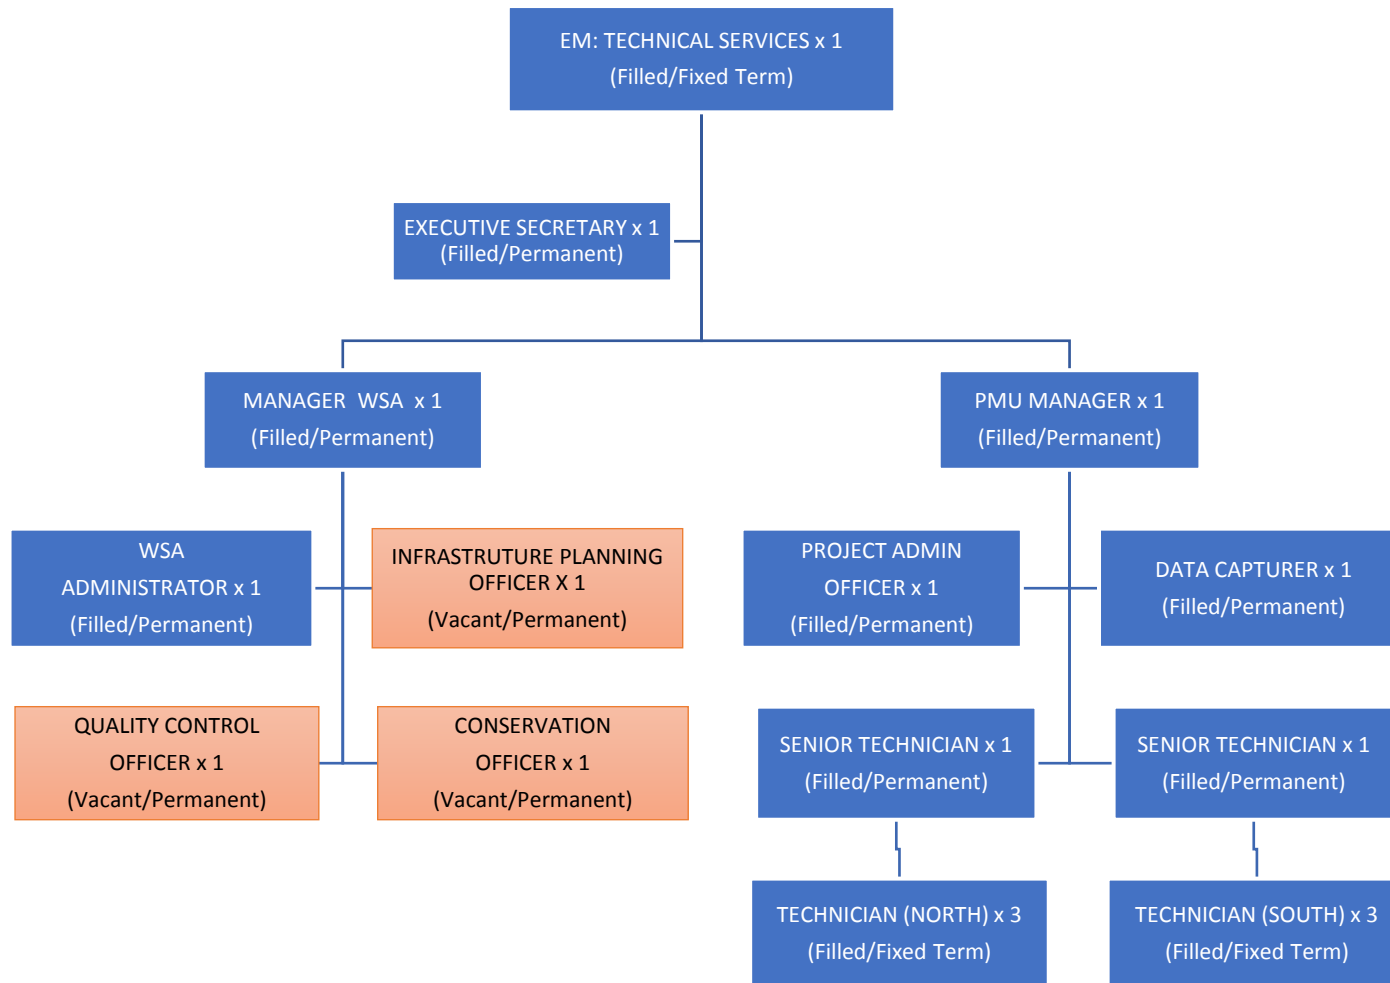 EM: TECHNICAL SERVICES x 1
(Filled/Fixed Term)
EXECUTIVE SECRETARY x 1
(Filled/Permanent)
MANAGER  WSA  x 1
(Filled/Permanent)
PMU MANAGER x 1
(Filled/Permanent)
WSA
ADMINISTRATOR x 1
(Filled/Permanent)
INFRASTRUTURE PLANNING
OFFICER X 1
(Vacant/Permanent)
PROJECT ADMIN
OFFICER x 1
(Filled/Permanent)
DATA CAPTURER x 1
(Filled/Permanent)
QUALITY CONTROL
OFFICER x 1
(Vacant/Permanent)
CONSERVATION
OFFICER x 1
(Vacant/Permanent)
SENIOR TECHNICIAN x 1
(Filled/Permanent)
SENIOR TECHNICIAN x 1
(Filled/Permanent)
TECHNICIAN (NORTH) x 3
(Filled/Fixed Term)
TECHNICIAN (SOUTH) x 3
(Filled/Fixed Term)